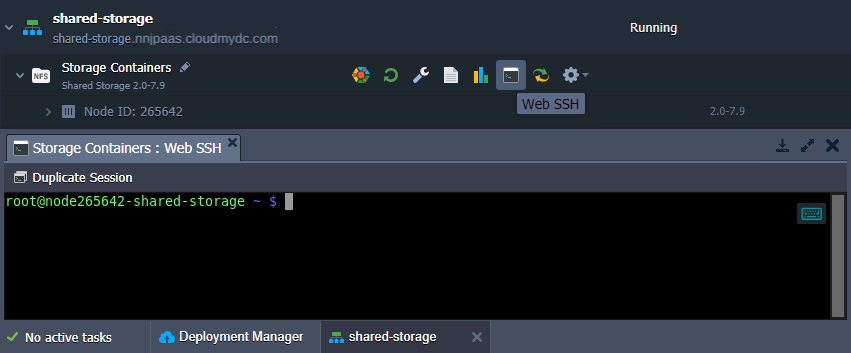 shared-storage
shared-storage.nnjpaas.cloudmydc.com
Running
NFS
Storage Containers
Shared Storage 2.0-7.9
Web SSH
Node ID: 265642
2.0-7.9
Storage Containers : Web SSH
Duplicate Session
root@node265642-shared-storage ~ $
No active tasks
Deployment Manager
shared-storage